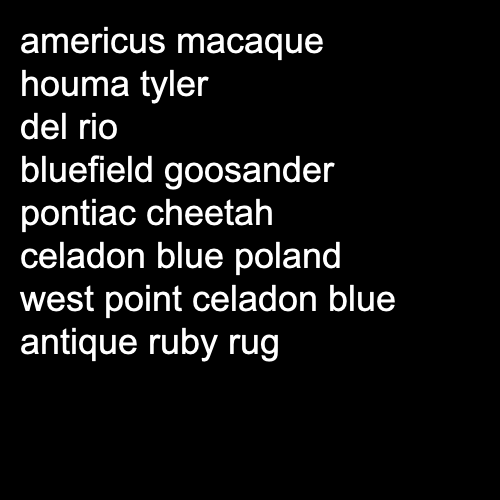 americus macaque
houma tyler
del rio
bluefield goosander
pontiac cheetah
celadon blue poland
west point celadon blue
antique ruby rug